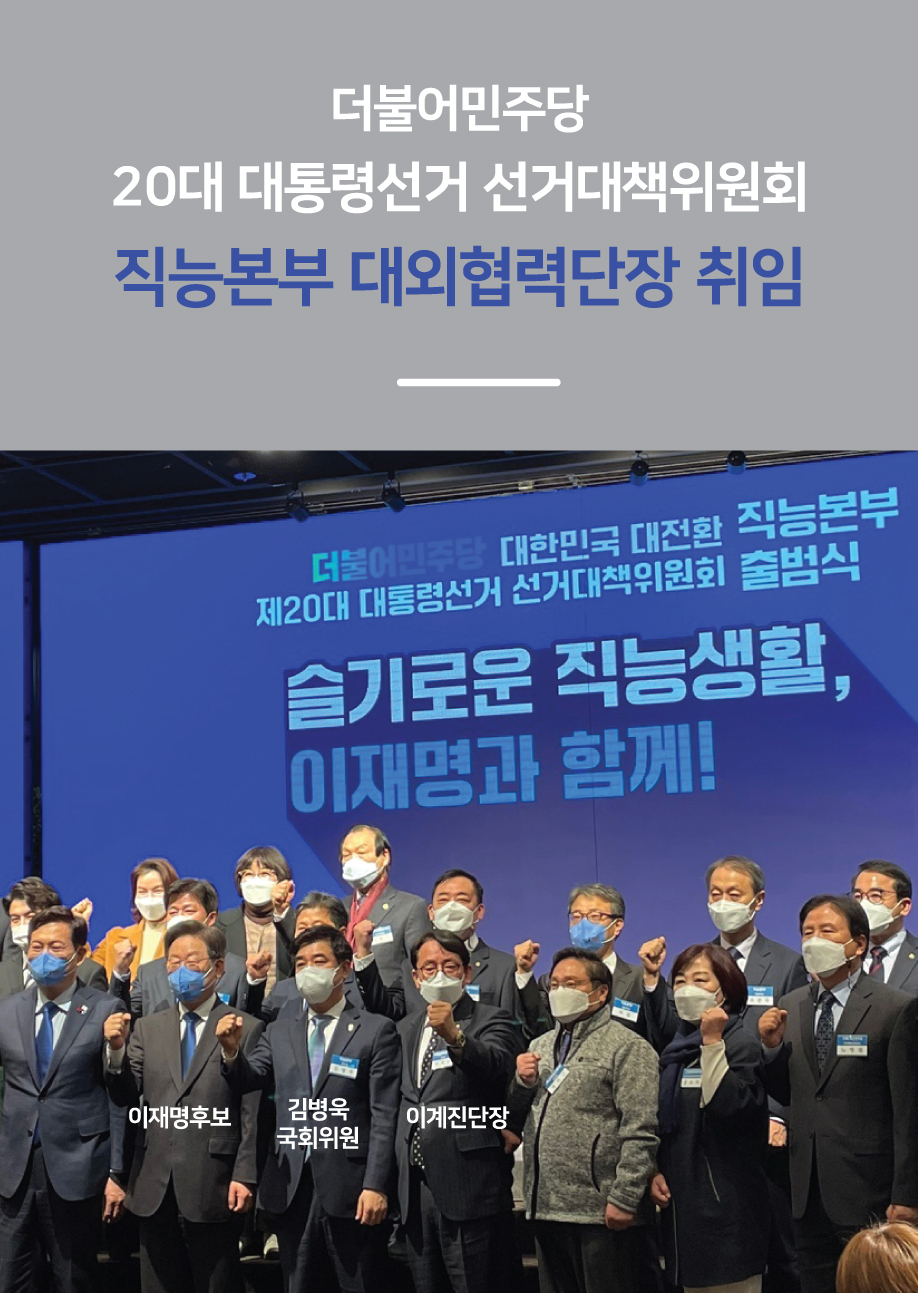 더불어민주당
20대 대통령선거 선거대책위원회
직능본부 대외협력단장 취임
더불어민주당 대한민국 대전환 직능본부
제20대 대통령선거 선거대책위원회 출범식
슬기로운 직능생활,
이재명과 함께!
이재명후보
김병욱
국회위원
이계진단장